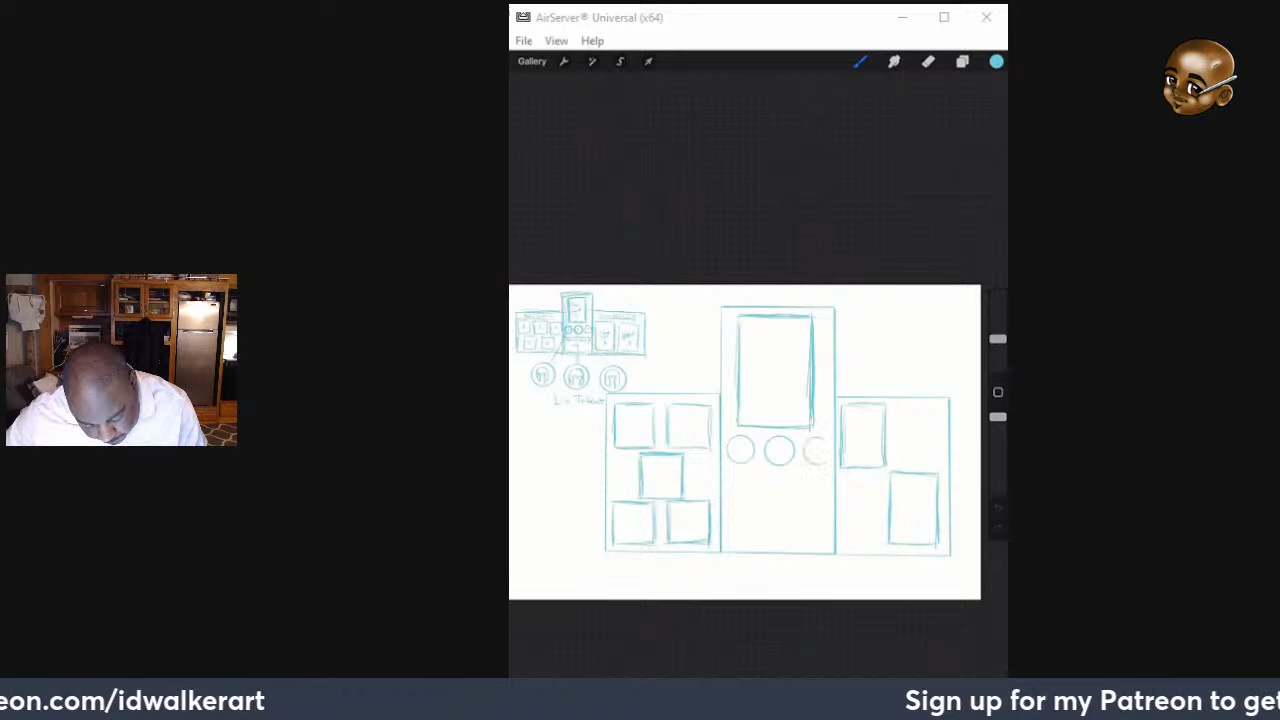 AirServer® Universal (x64)
File View Help
Gallery
eon.com/idwalkerart
Sign up for my Patreon to get